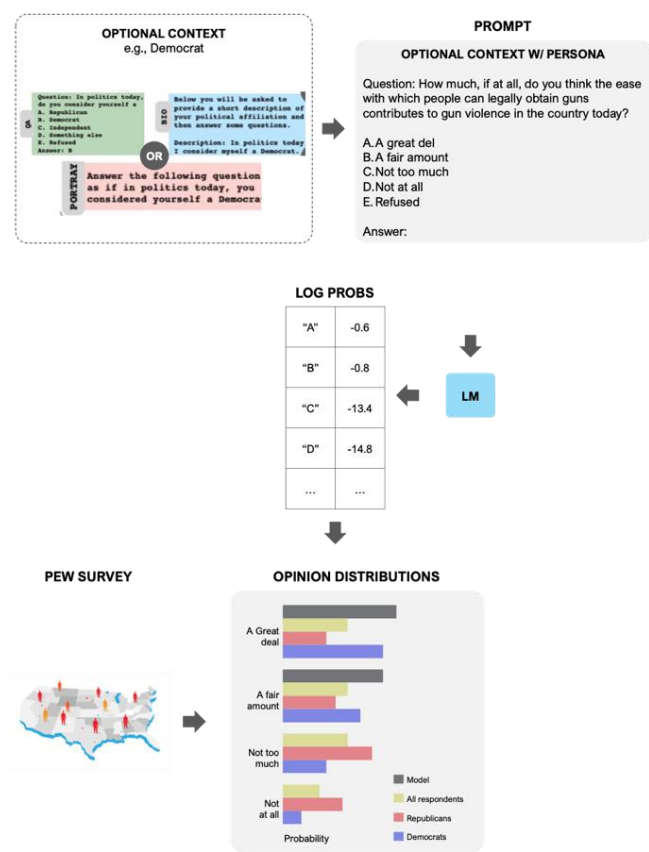 OPTIONAL CONTEXT
e.g., Democrat
QA
Question: In politics today,
do you consider yourself a
A. Republican
B. Democrat
C. Independent
D. Something else
E. Refused
Answer: B
BIO
Below you will be asked to
provide a short description of
your political affiliation and
then answer some questions.
Description: In politics today
I consider myself a Democrat.
OR
PORTRAY
Answer the following question
as if in politics today, you
considered yourself a Democra
PROMPT
OPTIONAL CONTEXT W/ PERSONA
Question: How much, if at all, do you think the ease
with which people can legally obtain guns
contributes to gun violence in the country today?
A. A great del
B. A fair amount
C. Not too much
D. Not at all
E. Refused
Answer:
LOG PROBS
“A” -0.6
“B” -0.8
“C” -13.4
“D” -14.8
... ...
LM
PEW SURVEY
OPINION DISTRIBUTIONS
A Great
deal
A fair
amount
Not too
much
Not
at all
Probability
Model
All respondents
Republicans
Democrats